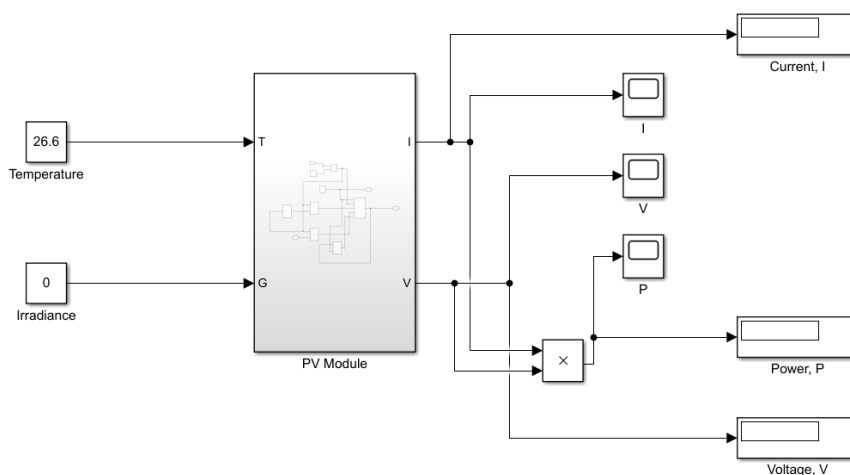 Current, I
I
26.6
T
I
Temperature
V
0
G
V
P
Irradiance
×
PV Module
Power, P
Voltage, V